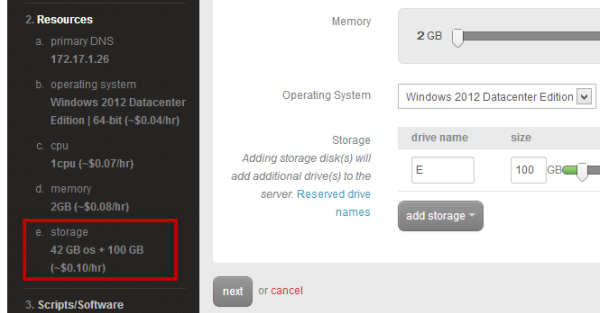 2. Resources
a. primary DNS
172.17.1.26
b. operating system
Windows 2012 Datacenter
Edition | 64-bit (~$0.04/hr)
c. cpu
1cpu (~$0.07/hr)
d. memory
2GB (~$0.08/hr)
e. storage
42 GB os + 100 GB
(~$0.10/hr)
3. Scripts/Software
Memory
2 GB
Operating System
Windows 2012 Datacenter Edition
Storage
Adding storage disk(s) will
add additional drive(s) to the
server. Reserved drive
names
drive name size
E 100 GB
add storage
next or cancel